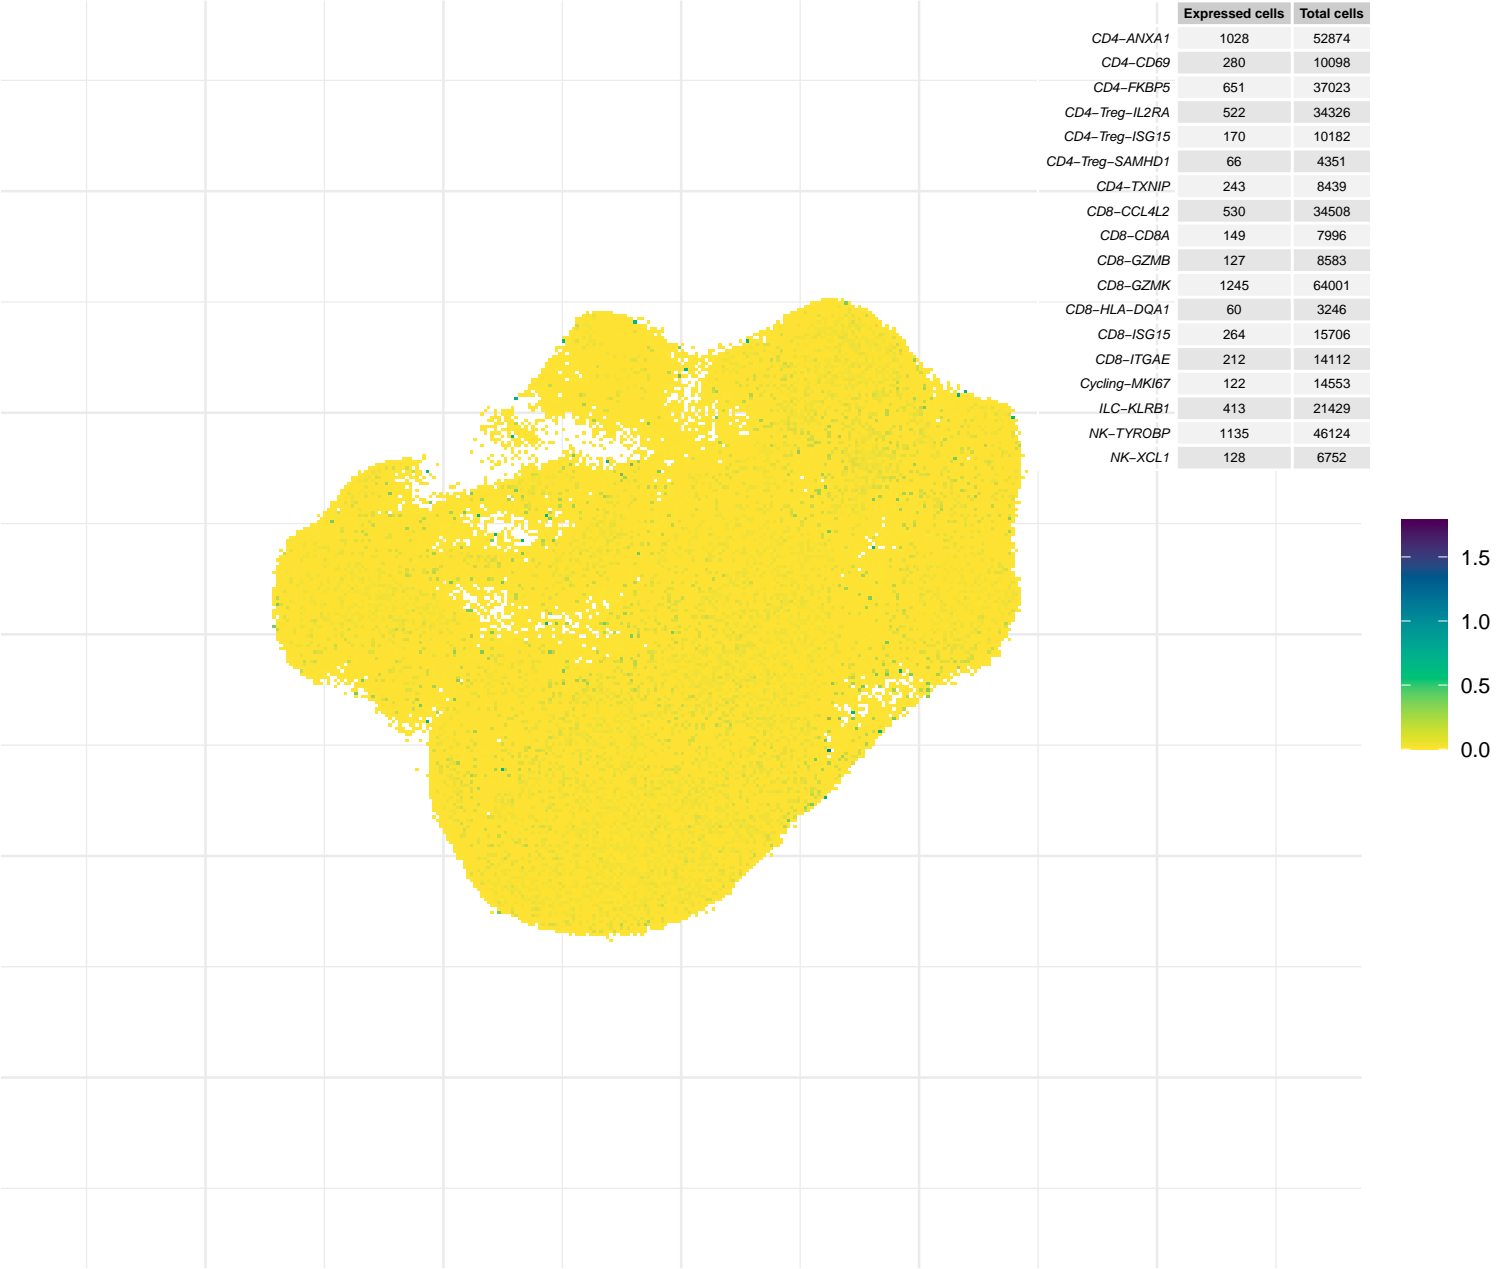 Expressed cells Total cells
CD4−ANXA1 1028 52874
CD4−CD69 280 10098
CD4−FKBP5 651 37023
CD4−Treg−IL2RA 522 34326
CD4−Treg−ISG15 170 10182
CD4−Treg−SAMHD1 66 4351
CD4−TXNIP 243 8439
CD8−CCL4L2 530 34508
CD8−CD8A 149 7996
CD8−GZMB 127 8583
CD8−GZMK 1245 64001
CD8−HLA−DQA1 60 3246
CD8−ISG15 264 15706
CD8−ITGAE 212 14112
Cycling−MKI67 122 14553
ILC−KLRB1 413 21429
NK−TYROBP 1135 46124
NK−XCL1 128 6752
1.5
1.0
0.5
0.0